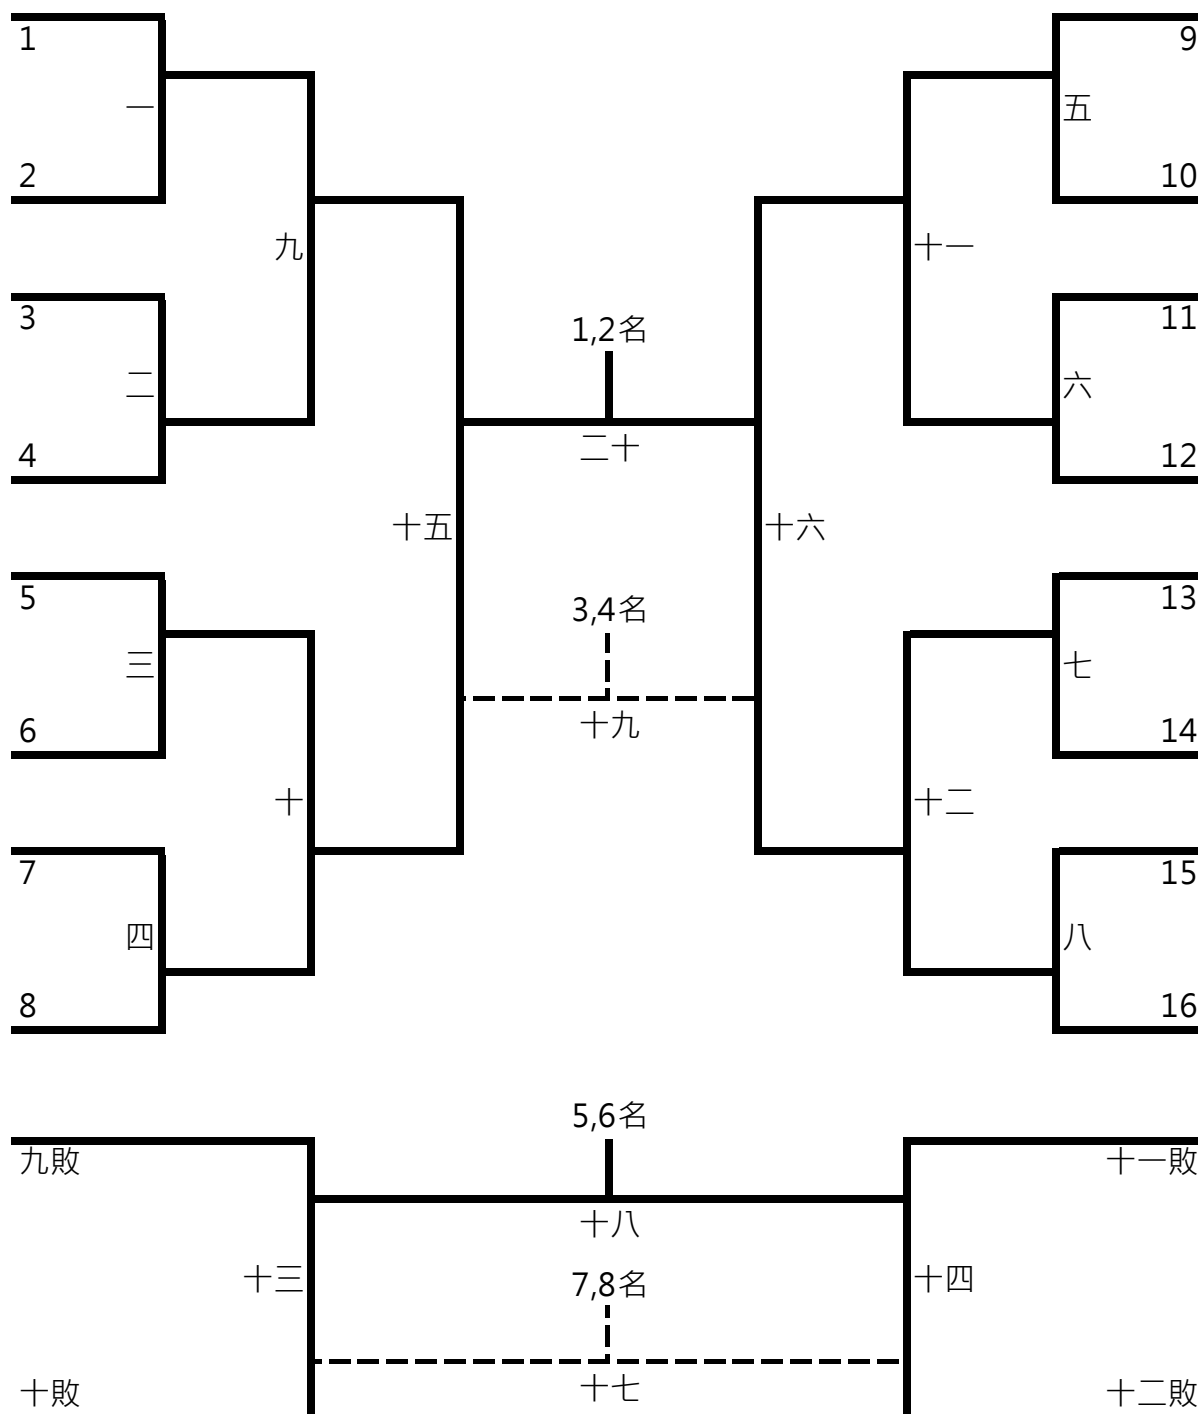 1
9
一
五
2
10
九
十一
3
11
1,2名
二
六
4
12
二十
十五
十六
5
13
3,4名
三
七
6
14
十九
十
十二
7
15
四
八
8
16
5,6名
九敗
十一敗
十八
十三
十四
7,8名
十七
十敗
十二敗